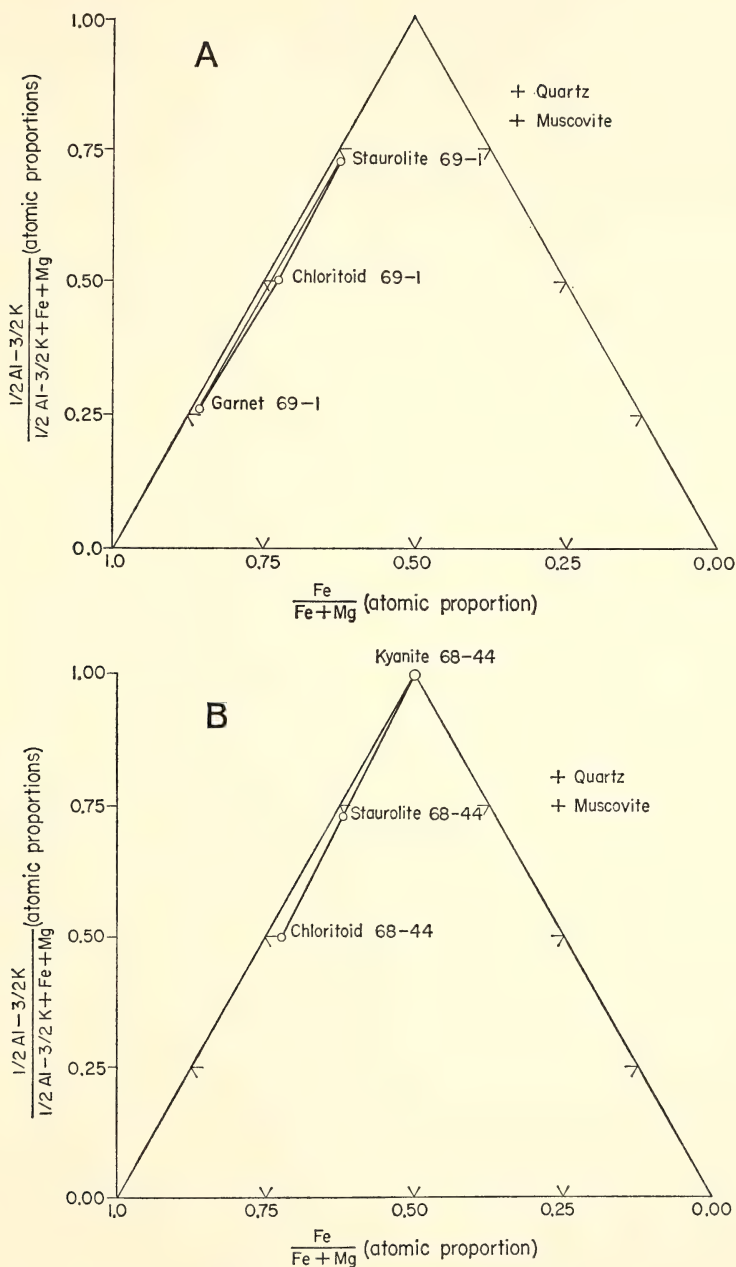 A
1.00
+ Quartz
+ Muscovite
0.75
Staurolite 69-1
0.50
Chloritoid 69-1
1/2 Al-3/2 K
1/2 Al-3/2 K+Fe+Mg
(atomic proportions)
0.25
Garnet 69-1
0.0
1.0 0.75 0.50 0.25 0.00
Fe
Fe+Mg
(atomic proportion)
Kyanite 68-44
1.00
B
+ Quartz
+ Muscovite
0.75
Staurolite 68-44
0.50
Chloritoid 68-44
1/2 Al-3/2 K
1/2 Al-3/2 K+Fe+Mg
(atomic proportions)
0.25
0.00
1.0 0.75 0.50 0.25 0.00
Fe
Fe+Mg
(atomic proportion)